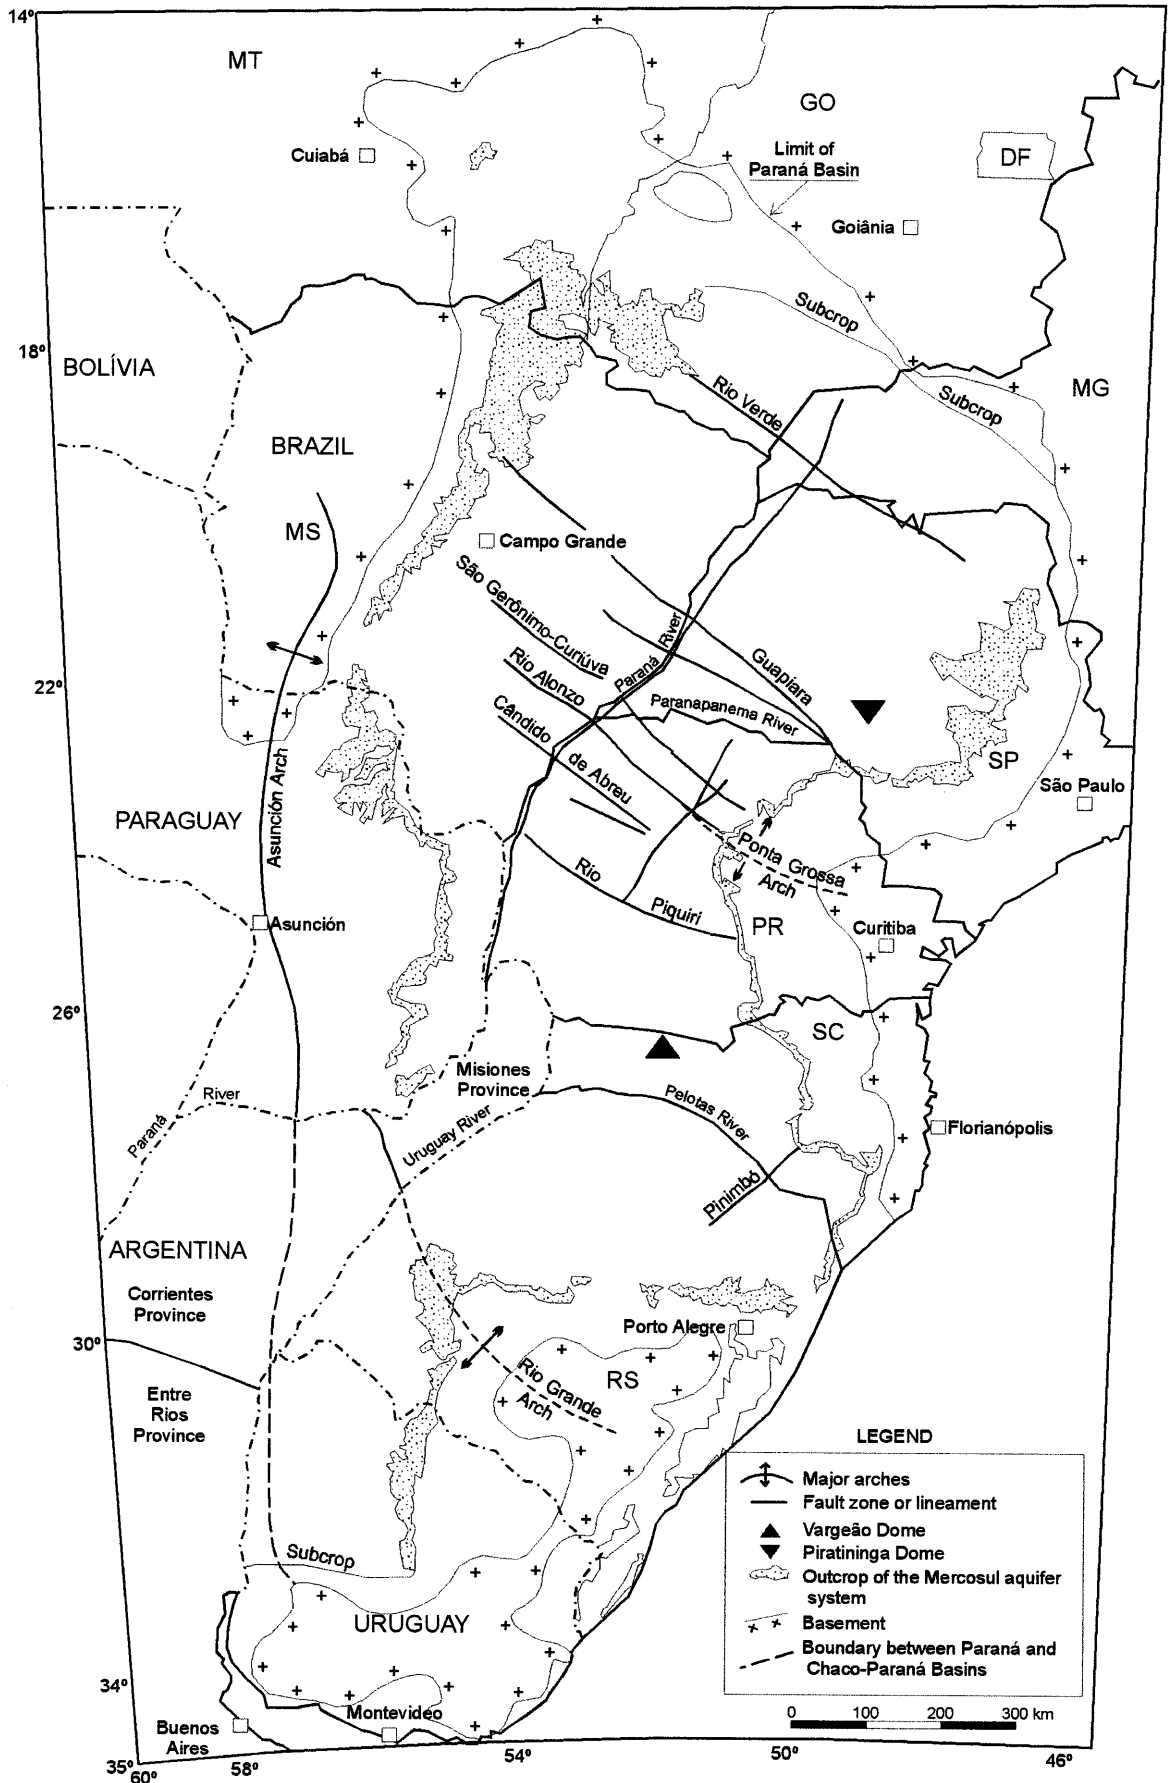 14°
MT
GO
Limit of
Paraná Basin
DF
Cuiabá
Goiânia
Subcrop
18°
BOLÍVIA
Rio Verde
Subcrop
MG
BRAZIL
MS
Campo Grande
São Gerônimo-Curiúva
Paraná River
Guapiara
Rio Alonzo
22°
Paranapanema River
Cândido de Abreu
SP
São Paulo
Asunción Arch
PARAGUAY
Ponta Grossa
Arch
Rio Piquiri
Asunción
PR
Curitiba
26°
SC
Misiones
Province
River
Paraná
Uruguay River
Pelotas River
Florianópolis
Pinimbó
ARGENTINA
Corrientes
Province
30°
Porto Alegre
Rio Grande
Arch
RS
Entre
Rios
Province
LEGEND
Major arches
Fault zone or lineament
Vargeão Dome
Piratininga Dome
Outcrop of the Mercosul aquifer
system
Basement
Boundary between Paraná and
Chaco-Paraná Basins
Subcrop
URUGUAY
34°
Montevideo
Buenos
Aires
0 100 200 300 km
35°
60° 58° 54° 50° 46°